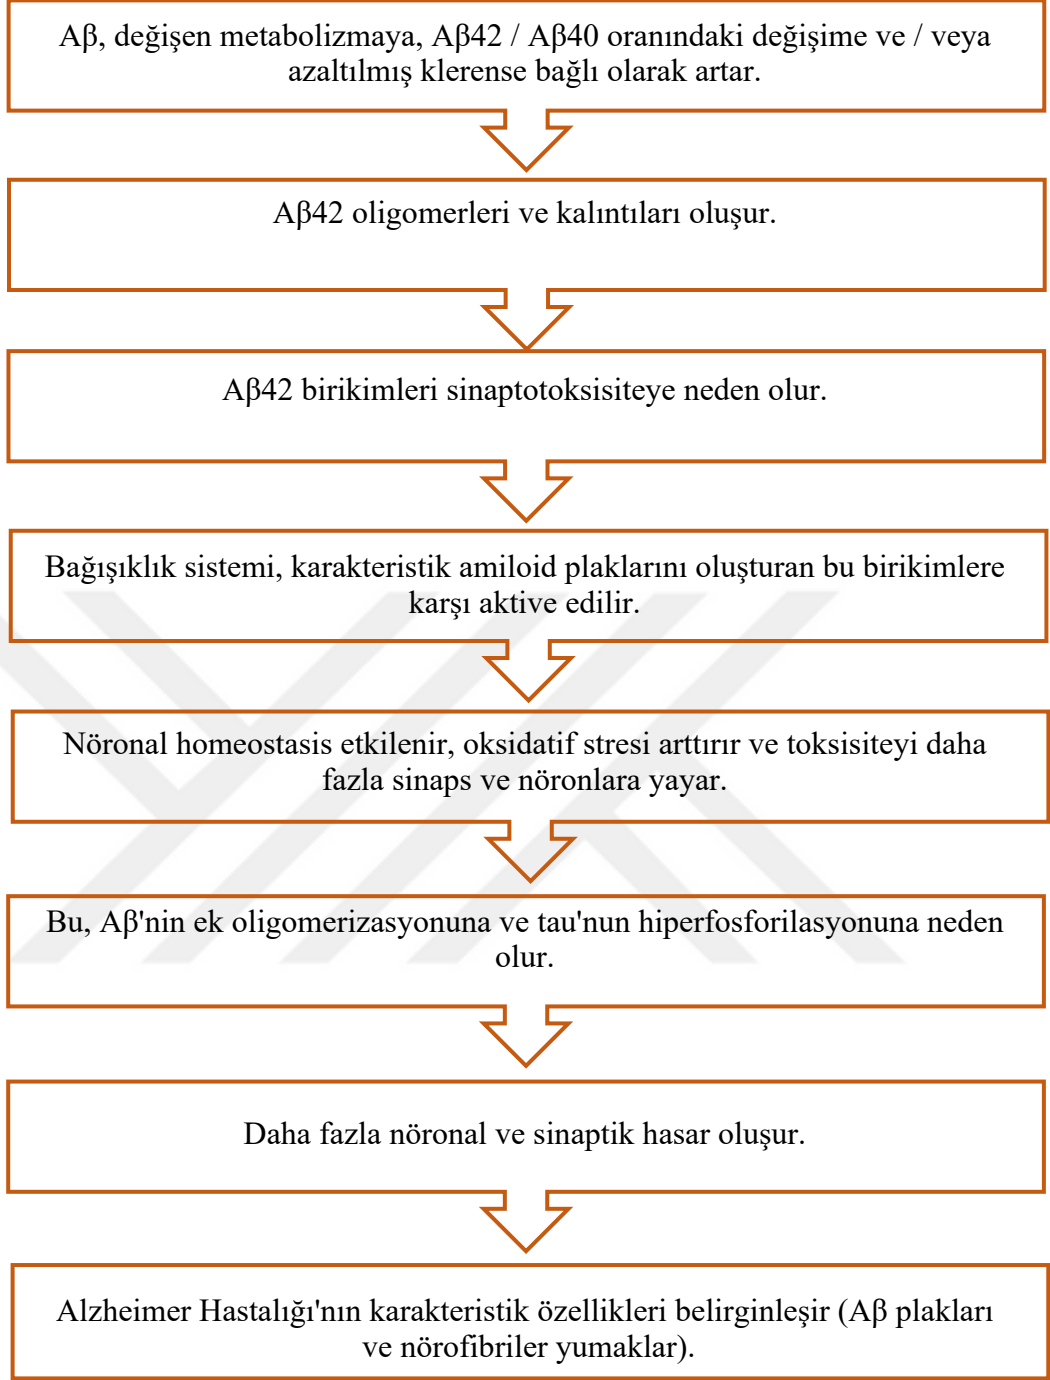 Aβ, değişen metabolizmaya, Aβ42 / Aβ40 oranındaki değişime ve / veya
azaltılmış klerense bağlı olarak artar.
Aβ42 oligomerleri ve kalıntıları oluşur.
Aβ42 birikimleri sinaptotoksisiteye neden olur.
Bağışıklık sistemi, karakteristik amiloid plaklarını oluşturan bu birikimlere
karşı aktive edilir.
Nöronal homeostasis etkilenir, oksidatif stresi arttırır ve toksisiteyi daha
fazla sinaps ve nöronlara yayar.
Bu, Aβ'nin ek oligomerizasyonuna ve tau'nun hiperfosforilasyonuna neden
olur.
Daha fazla nöronal ve sinaptik hasar oluşur.
Alzheimer Hastalığı'nın karakteristik özellikleri belirginleşir (Aβ plakları
ve nörofibriler yumaklar).